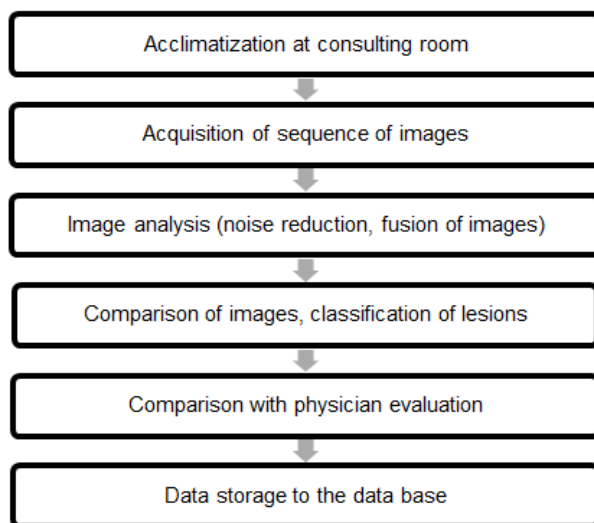 Acclimatization at consulting room
Acquisition of sequence of images
Image analysis (noise reduction, fusion of images)
Comparison of images, classification of lesions
Comparison with physician evaluation
Data storage to the data base